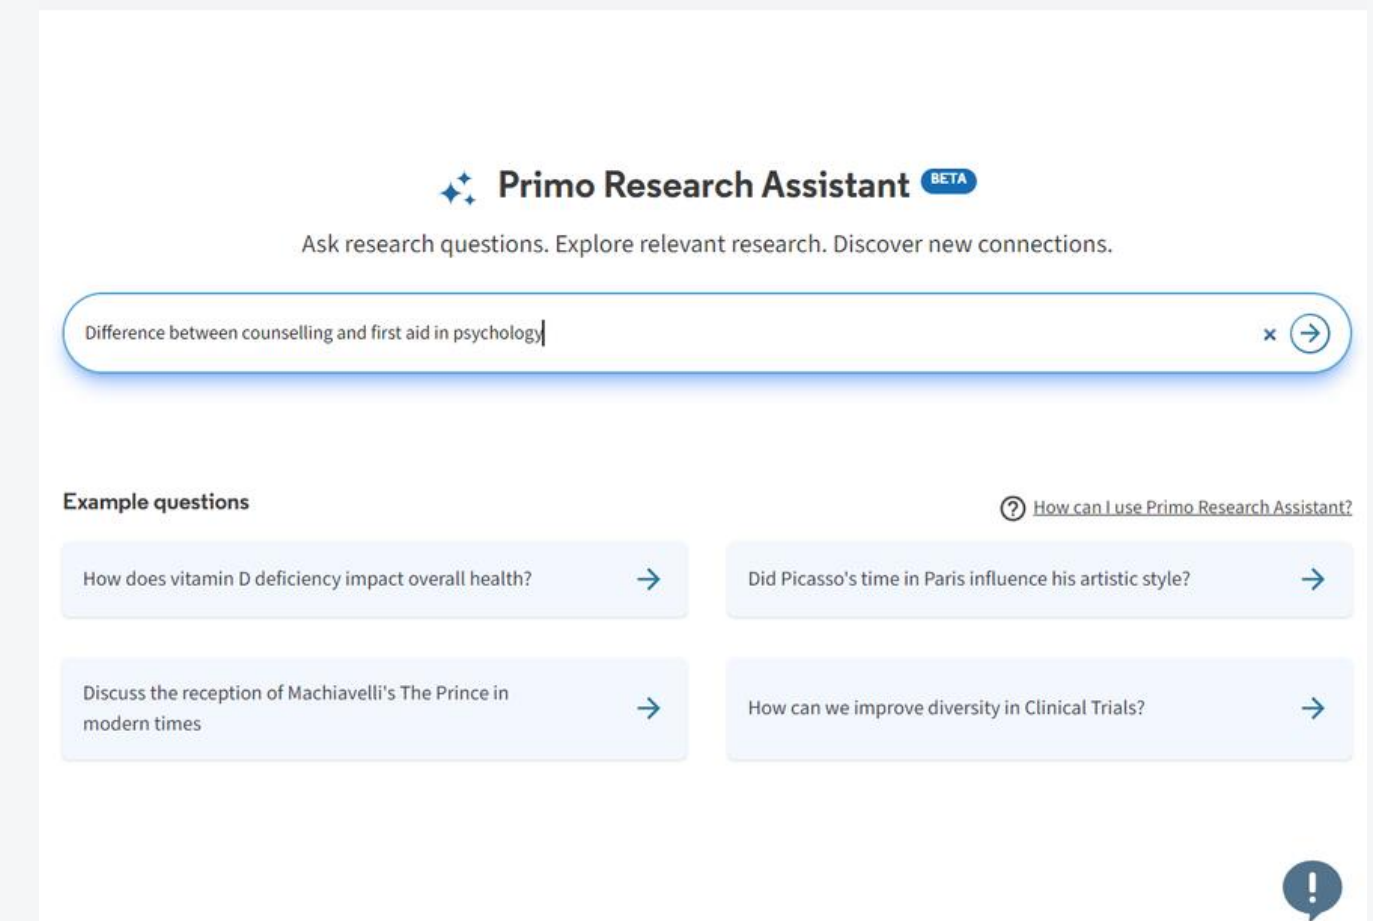 Primo Research Assistant BETA
Ask research questions. Explore relevant research. Discover new connections.
Difference between counselling and first aid in psychology
Example questions
How can I use Primo Research Assistant?
How does vitamin D deficiency impact overall health?
Did Picasso's time in Paris influence his artistic style?
Discuss the reception of Machiavelli's The Prince in
modern times
How can we improve diversity in Clinical Trials?